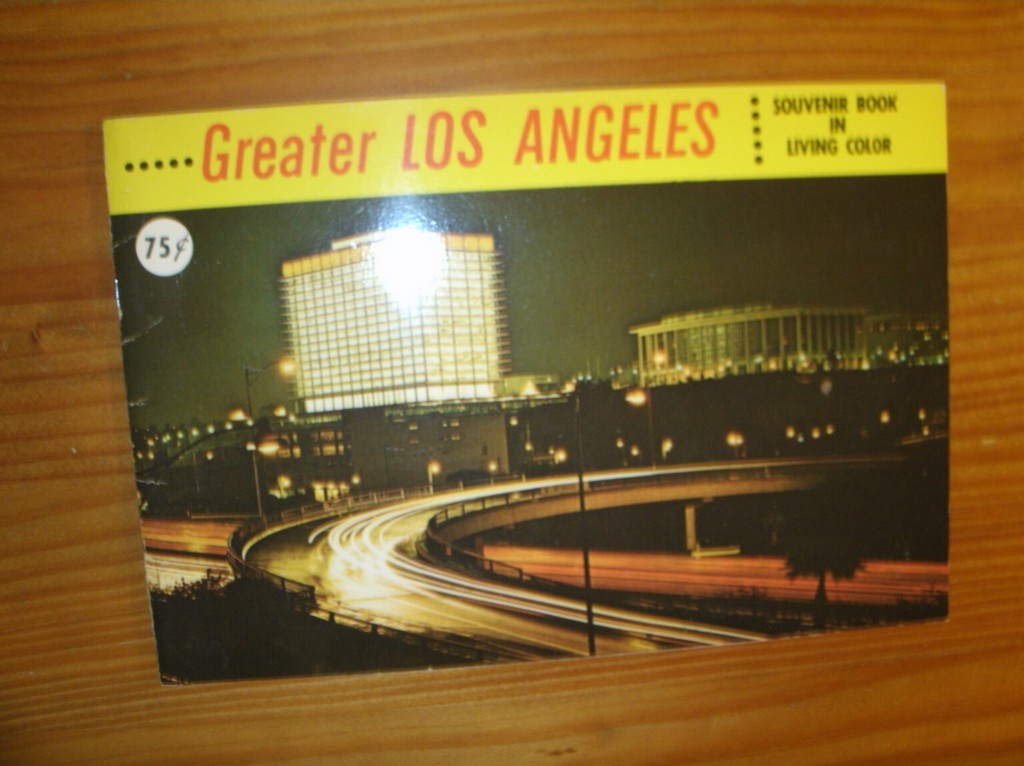 Greater LOS ANGELES
SOUVENIR BOOK
IN
LIVING COLOR
75¢